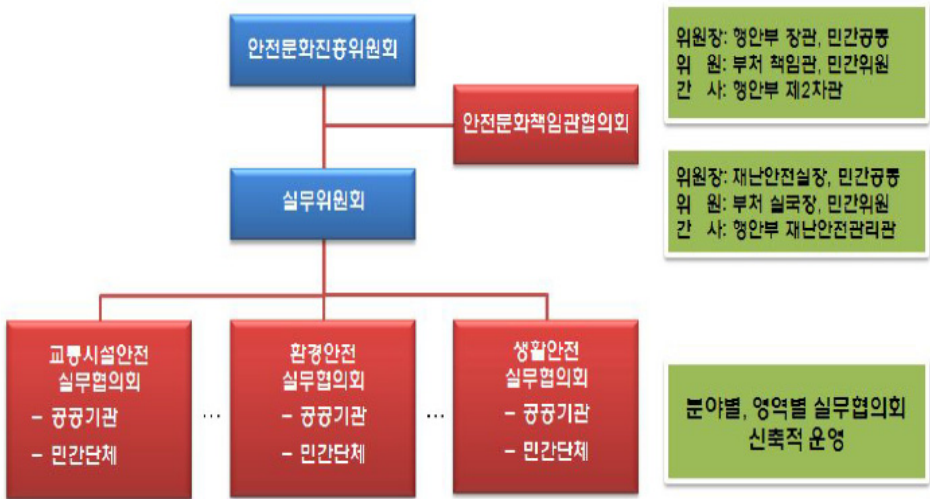 안전문화진흥위원회
위원장: 행안부 장관, 민간공동
위 원: 부처 책임관, 민간위원
간 사: 행안부 제2차관
안전문화책임관협의회
실무위원회
위원장: 재난안전실장, 민간공동
위 원: 부처 실국장, 민간위원
간 사: 행안부 재난안전관리관
교통시설안전
실무협의회
– 공공기관
– 민간단체
...
환경안전
실무협의회
– 공공기관
– 민간단체
...
생활안전
실무협의회
– 공공기관
– 민간단체
분야별, 영역별 실무협의회
신축적 운영